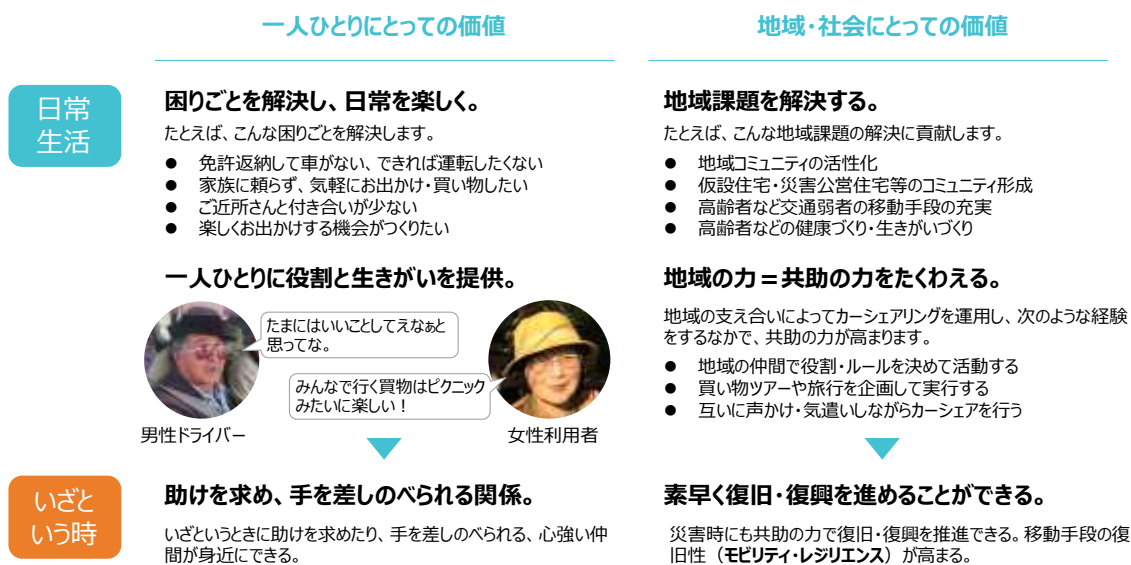 一人ひとりにとっての価値
地域・社会にとっての価値
日常
生活
困りごとを解決し、日常を楽しく。
たとえば、こんな困りごとを解決します。
● 免許返納して車がない、できれば運転したくない
● 家族に頼らず、気軽にお出かけ・買い物したい
● ご近所さんと付き合いが少ない
● 楽しくお出かけする機会がつくりたい
一人ひとりに役割と生きがいを提供。
たまにはいいことしてえなぁと
思ってな。
みんなで行く買物はピクニック
みたいに楽しい！
男性ドライバー
女性利用者
地域課題を解決する。
たとえば、こんな地域課題の解決に貢献します。
● 地域コミュニティの活性化
● 仮設住宅・災害公営住宅等のコミュニティ形成
● 高齢者など交通弱者の移動手段の充実
● 高齢者などの健康づくり・生きがいづくり
地域の力＝共助の力をたくわえる。
地域の支え合いによってカーシェアリングを運用し、次のような経験
をするなかで、共助の力が高まります。
● 地域の仲間で役割・ルールを決めて活動する
● 買い物ツアーや旅行を企画して実行する
● 互いに声かけ・気遣いしながらカーシェアを行う
いざと
いう時
助けを求め、手を差しのべられる関係。
いざというときに助けを求めたり、手を差しのべられる、心強い仲
間が身近にできる。
素早く復旧・復興を進めることができる。
災害時にも共助の力で復旧・復興を推進できる。移動手段の復
旧性（モビリティ・レジリエンス）が高まる。